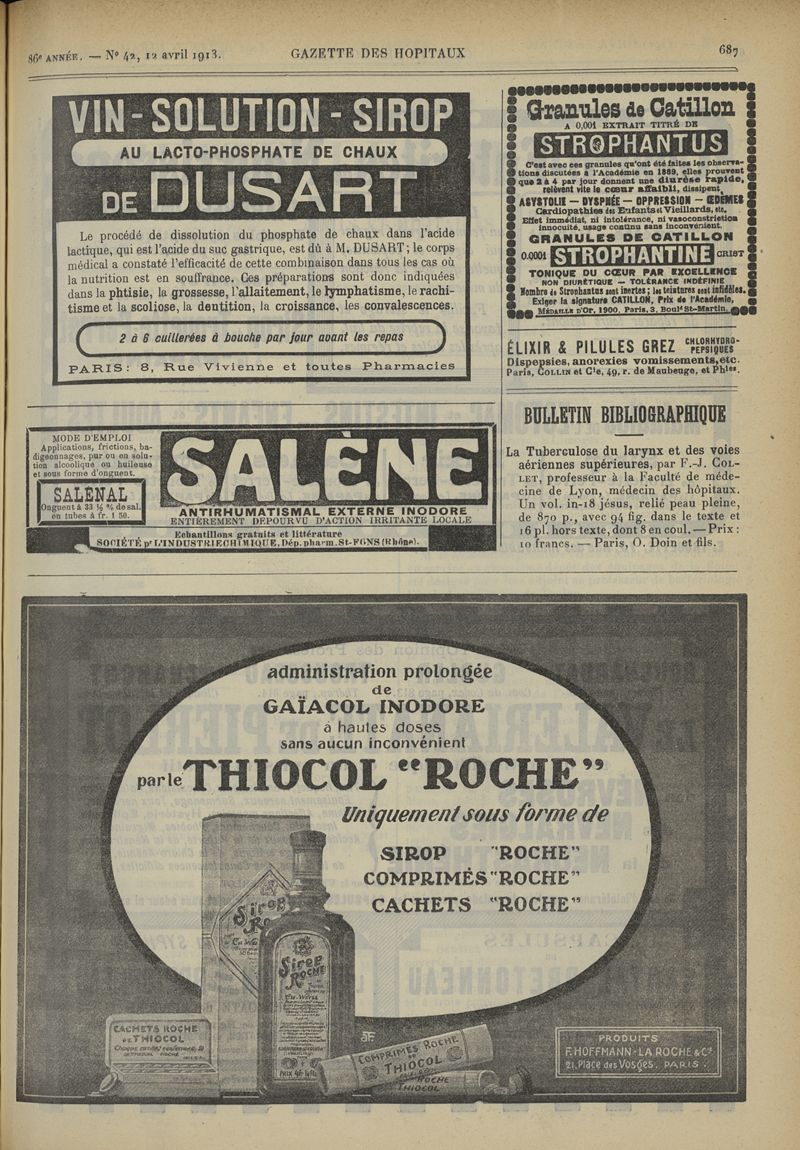 86e ANNÉE. — N° 42, 12 avril 1913.
GAZETTE DES HOPITAUX
687
VIN - SOLUTION - SIROP
AU LACTO-PHOSPHATE DE CHAUX
DE DUSART
Le procédé de dissolution du phosphate de chaux dans l'acide
lactique, qui est l'acide du suc gastrique, est dû à M. DUSART; le corps
médical a constaté l'efficacité de cette combinaison dans tous les cas où
la nutrition est en souffrance. Ces préparations sont donc indiquées
dans la phtisie, la grossesse, l'allaitement, le lymphatisme, le rachi-
tisme et la scoliose, la dentition, la croissance, les convalescences.
2 à 6 cuillerées à bouche par jour avant les repas
PARIS: 8, Rue Vivienne et toutes Pharmacies
MODE D'EMPLOI
Applications, frictions, ba-
digeonnages, pur ou en solu-
tion alcoolique ou huileuse
et sous forme d'onguent.
SALÉNAL
Onguent à 33 ⅓ % de sal.
en tubes à fr. 1 50.
SALÈNE
ANTIRHUMATISMAL EXTERNE INODORE
ENTIÈREMENT DÉPOURVU D'ACTION IRRITANTE LOCALE
Echantillons gratuits et littérature
SOCIÉTÉ pr L'INDUSTRIE CHIMIQUE, Dép. pharm. St-FONS (Rhône).
Granules de Catillon
A 0,001 EXTRAIT TITRÉ DE
STROPHANTUS
C'est avec ces granules qu'ont été faites les observa-
tions discutées à l'Académie en 1889, elles prouvent
que 2 à 4 par jour donnent une diurèse rapide,
relèvent vite le cœur affaibli, dissipent
ASYSTOLIE — DYSPNÉE — OPPRESSION — ŒDÈMES
Cardiopathies des Enfants et Vieillards, etc.
Effet immédiat, ni intolérance, ni vasoconstriction
innocuité, usage continu sans inconvénient.
GRANULES DE CATILLON
0.0001 STROPHANTINE CRIST
TONIQUE DU CŒUR PAR EXCELLENCE
NON DIURÉTIQUE — TOLÉRANCE INDÉFINIE
Nombre de Strophantus sont inertes; les teintures sont infidèles.
Exiger la signature CATILLON, Prix de l'Académie,
MÉDAILLE D'OR, 1900, Paris, 3, Bould St-Martin.
ÉLIXIR & PILULES GREZ CHLORHYDRO-
PEPSIQUES
Dispepsies, anorexies vomissements, etc.
Paris, COLLIN et Cie, 49, r. de Maubeuge, et Phies.
BULLETIN BIBLIOGRAPHIQUE
La Tuberculose du larynx et des voies
aériennes supérieures, par F.-J. COL-
LET, professeur à la Faculté de méde-
cine de Lyon, médecin des hôpitaux.
Un vol. in-18 jésus, relié peau pleine,
de 870 p., avec 94 fig. dans le texte et
16 pl. hors texte, dont 8 en coul. — Prix :
10 francs. — Paris, O. Doin et fils.
administration prolongée
de
GAÏACOL INODORE
à hautes doses
sans aucun inconvénient
par le THIOCOL "ROCHE"
Uniquement sous forme de
SIROP "ROCHE"
COMPRIMÉS "ROCHE"
CACHETS "ROCHE"
Sirop
Sirop
ROCHE
CACHETS ROCHE
de THIOCOL
COMPRIMÉS ROCHE
de THIOCOL
ROCHE
THIOCOL
PRODUITS
F. HOFFMANN-LA ROCHE & Cie
21, Place des Vosges. PARIS.